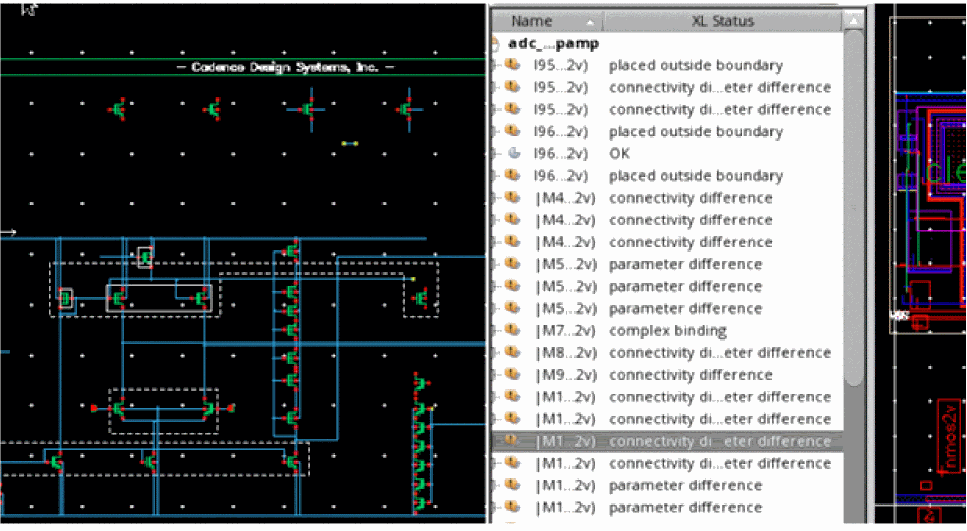 — Cadence Design Systems, Inc. —
Name XL Status
adc_...pamp
I95...2v) placed outside boundary
I95...2v) connectivity di...eter difference
I95...2v) connectivity di...eter difference
I96...2v) placed outside boundary
I96...2v) OK
I96...2v) placed outside boundary
|M4...2v) connectivity difference
|M4...2v) connectivity difference
|M4...2v) connectivity difference
|M5...2v) parameter difference
|M5...2v) parameter difference
|M5...2v) parameter difference
|M7...2v) complex binding
|M8...2v) connectivity di...eter difference
|M9...2v) connectivity difference
|M1...2v) connectivity di...eter difference
|M1...2v) connectivity di...eter difference
|M1...2v) connectivity di...eter difference
|M1...2v) connectivity di...eter difference
|M1...2v) parameter difference
|M1...2v) parameter difference
nmos2v